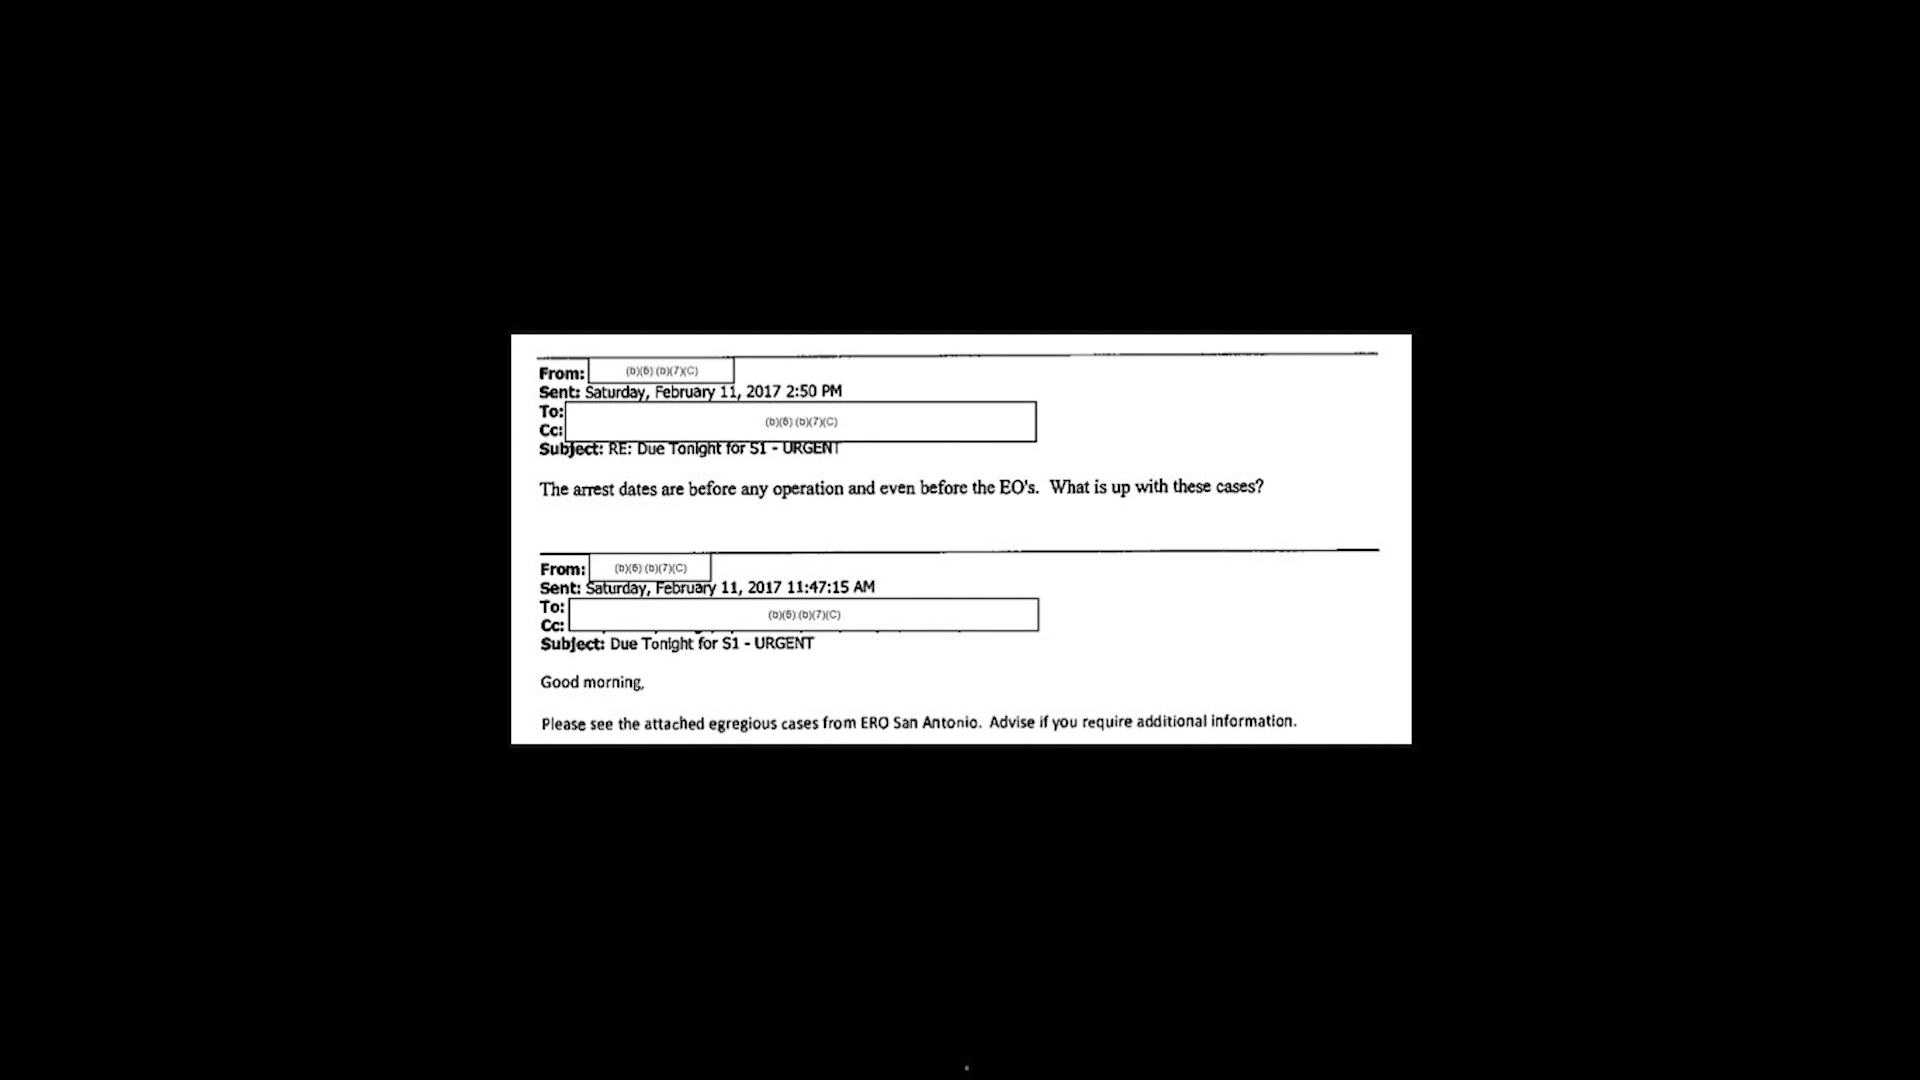 From: (b)(6);(b)(7)(C)
Sent: Saturday, February 11, 2017 2:50 PM
To:
(b)(6);(b)(7)(C)
Cc:
Subject: RE: Due Tonight for S1 - URGENT
The arrest dates are before any operation and even before the EO's. What is up with these cases?
From: (b)(6);(b)(7)(C)
Sent: Saturday, February 11, 2017 11:47:15 AM
To:
(b)(6);(b)(7)(C)
Cc:
Subject: Due Tonight for S1 - URGENT
Good morning,
Please see the attached egregious cases from ERO San Antonio. Advise if you require additional information.